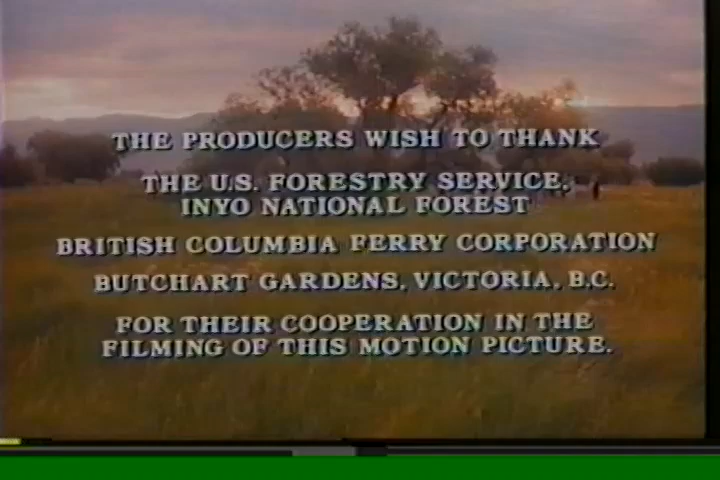 THE PRODUCERS WISH TO THANK
THE U.S. FORESTRY SERVICE,
INYO NATIONAL FOREST
BRITISH COLUMBIA FERRY CORPORATION
BUTCHART GARDENS, VICTORIA, B.C.
FOR THEIR COOPERATION IN THE
FILMING OF THIS MOTION PICTURE.